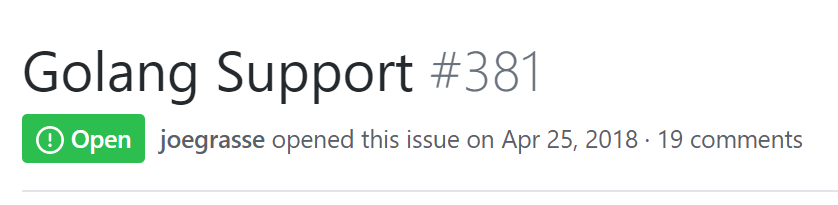 Golang Support #381
Open joegrasse opened this issue on Apr 25, 2018 · 19 comments